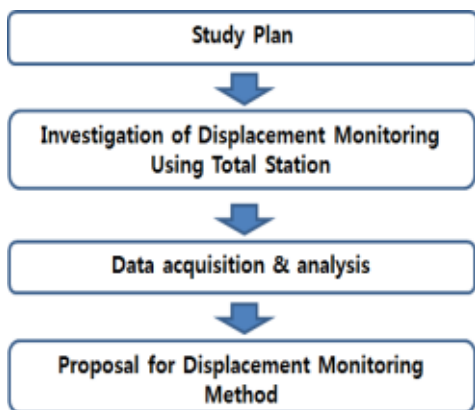 Study Plan
Investigation of Displacement Monitoring
Using Total Station
Data acquisition & analysis
Proposal for Displacement Monitoring
Method